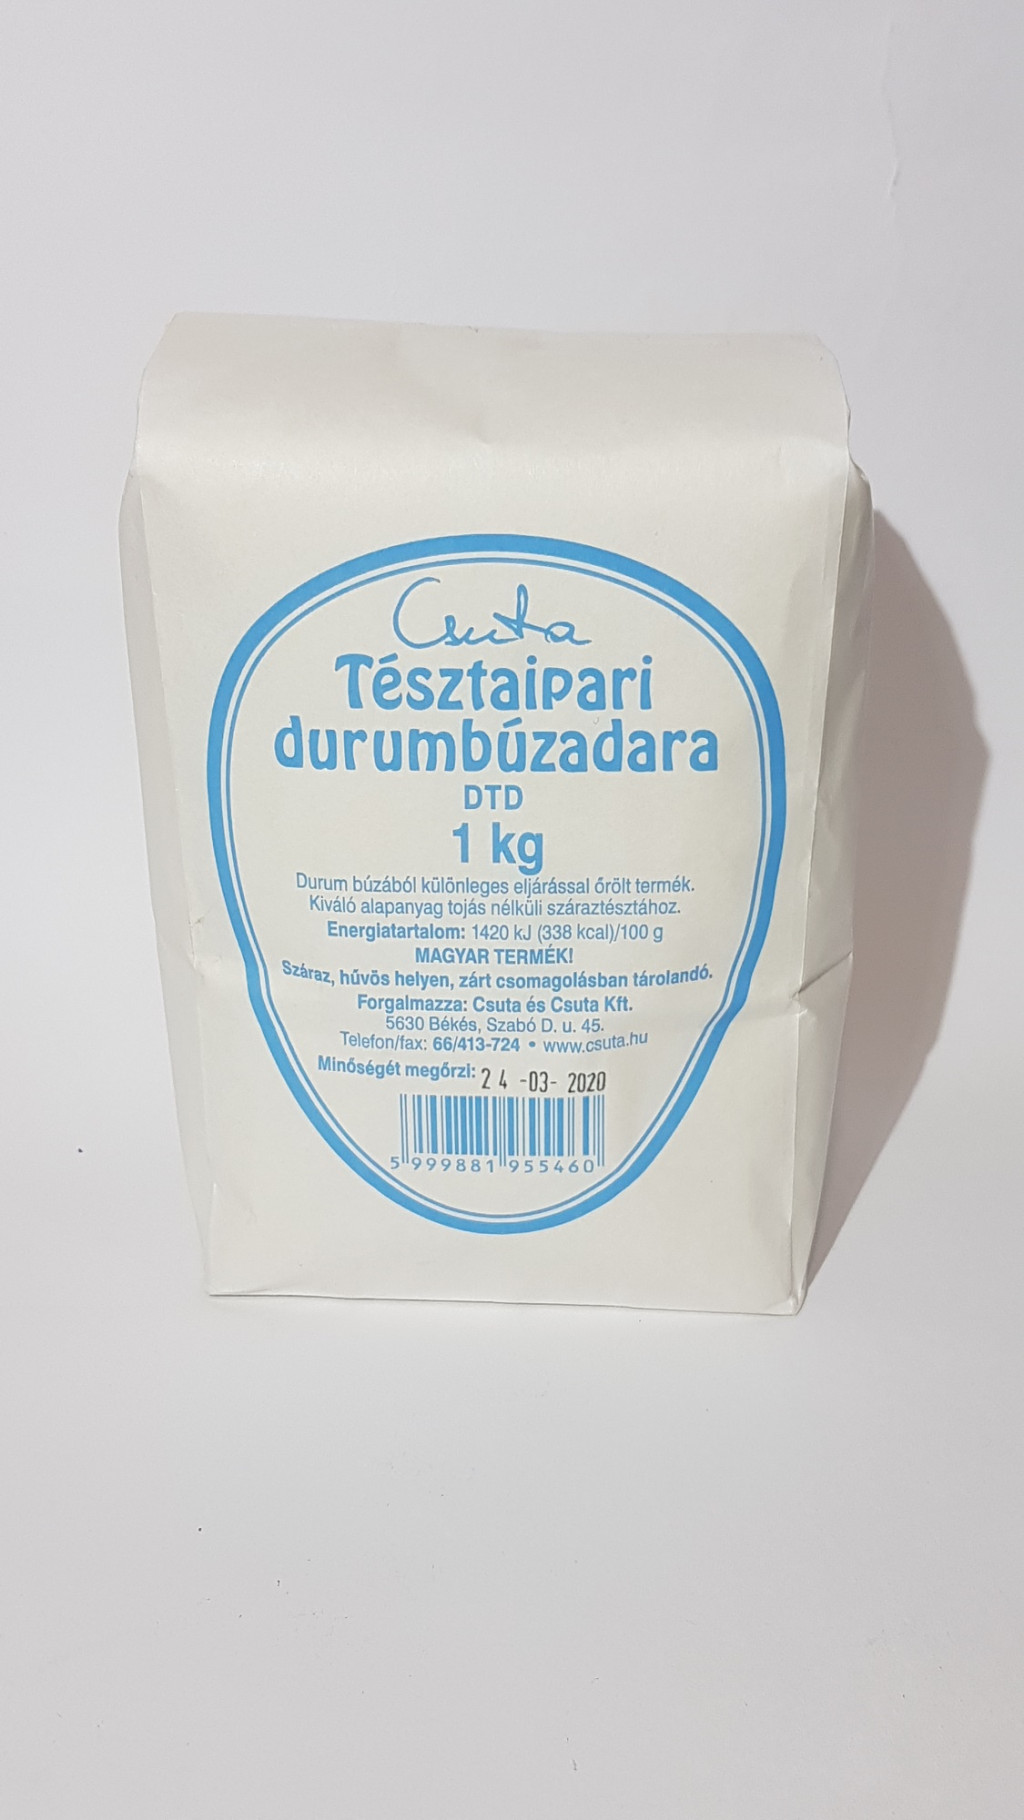 Csuta
Tésztaipari
durumbúzadara
DTD
1 kg
Durum búzából különleges eljárással őrölt termék.
Kiváló alapanyag tojás nélküli száraztésztához.
Energiatartalom: 1420 kJ (338 kcal)/100 g
MAGYAR TERMÉK!
Száraz, hűvös helyen, zárt csomagolásban tárolandó.
Forgalmazza: Csuta és Csuta Kft.
5630 Békés, Szabó D. u. 45.
Telefon/fax: 66/413-724 • www.csuta.hu
Minőségét megőrzi: 24 -03- 2020
5 999881 955460